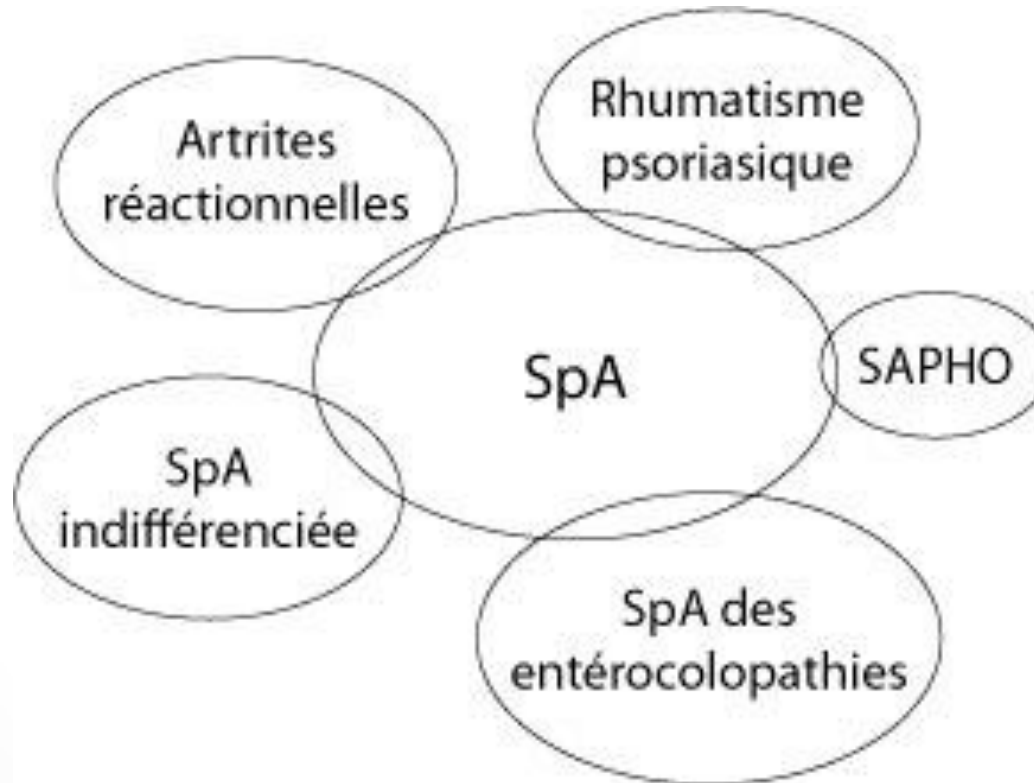 Artrites
réactionnelles
Rhumatisme
psoriasique
SpA
SAPHO
SpA
indifférenciée
SpA des
entérocolopathies